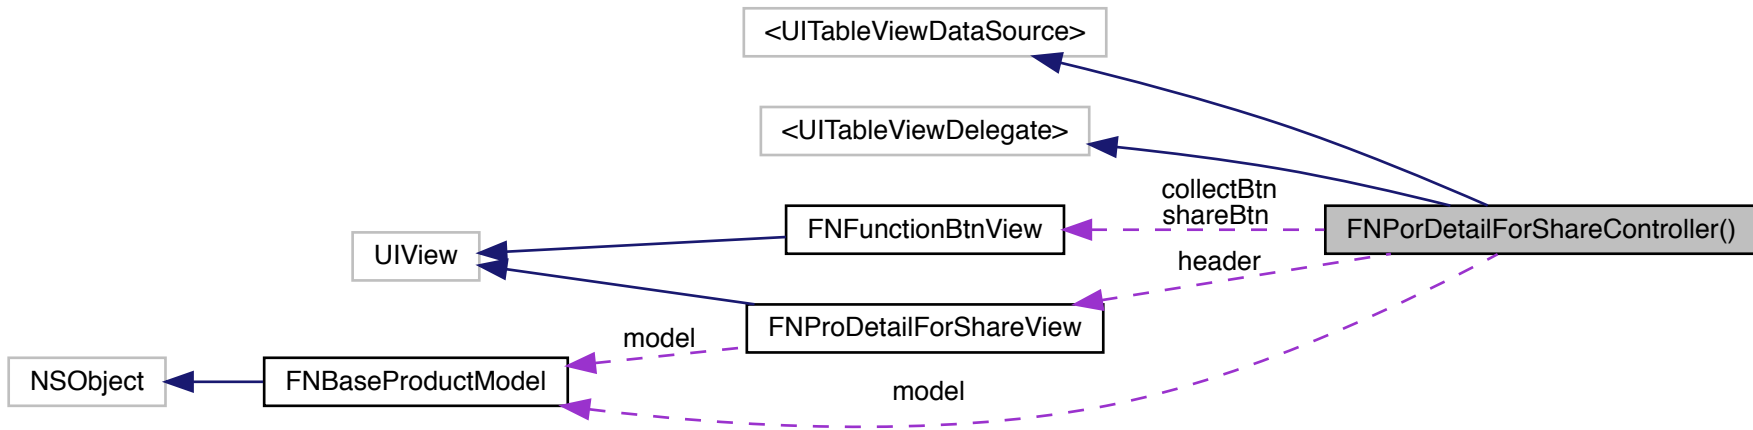 <UITableViewDataSource>
<UITableViewDelegate>
collectBtn
shareBtn
FNFunctionBtnView
FNPorDetailForShareController()
UIView
header
FNProDetailForShareView
model
NSObject
FNBaseProductModel
model